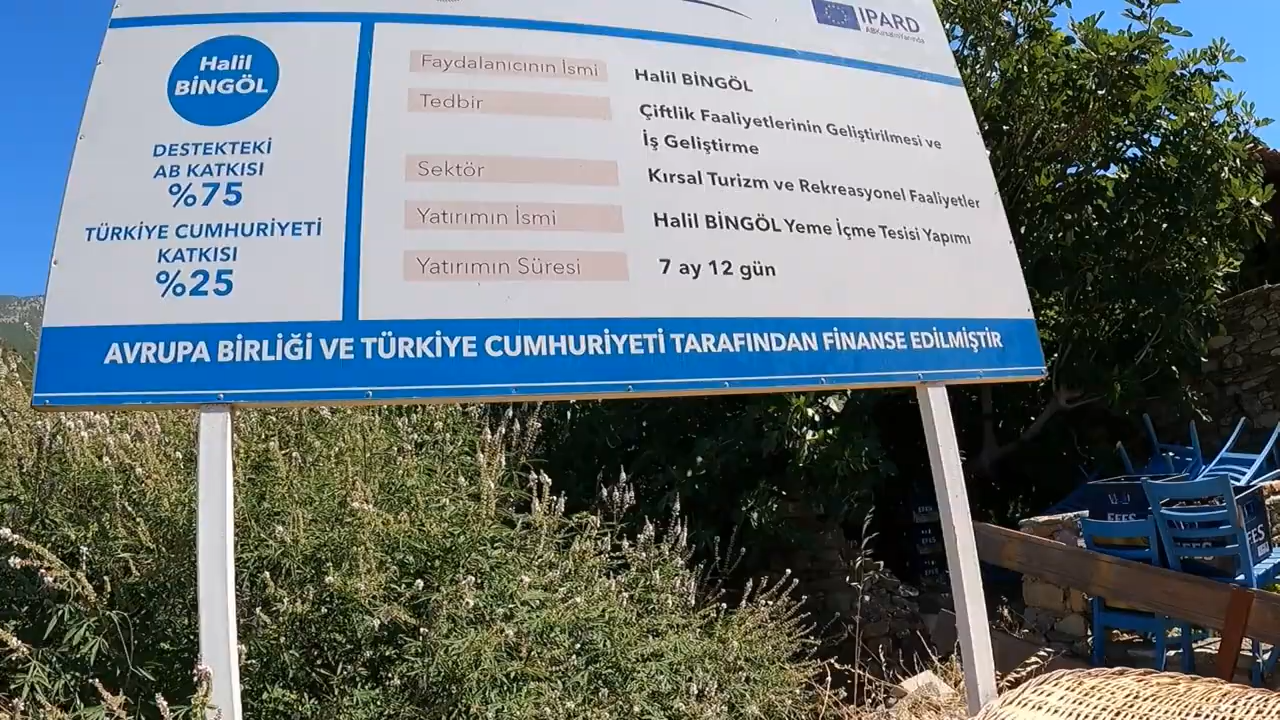 IPARD
Halil
BİNGÖL
DESTEKTEKİ
AB KATKISI
%75
TÜRKİYE CUMHURİYETİ
KATKISI
%25
Faydalanıcının İsmi
Halil BİNGÖL
Tedbir
Çiftlik Faaliyetlerinin Geliştirilmesi ve
İş Geliştirme
Sektör
Kırsal Turizm ve Rekreasyonel Faaliyetler
Yatırımın İsmi
Halil BİNGÖL Yeme İçme Tesisi Yapımı
Yatırımın Süresi
7 ay 12 gün
AVRUPA BİRLİĞİ VE TÜRKİYE CUMHURİYETİ TARAFINDAN FİNANSE EDİLMİŞTİR
EFES